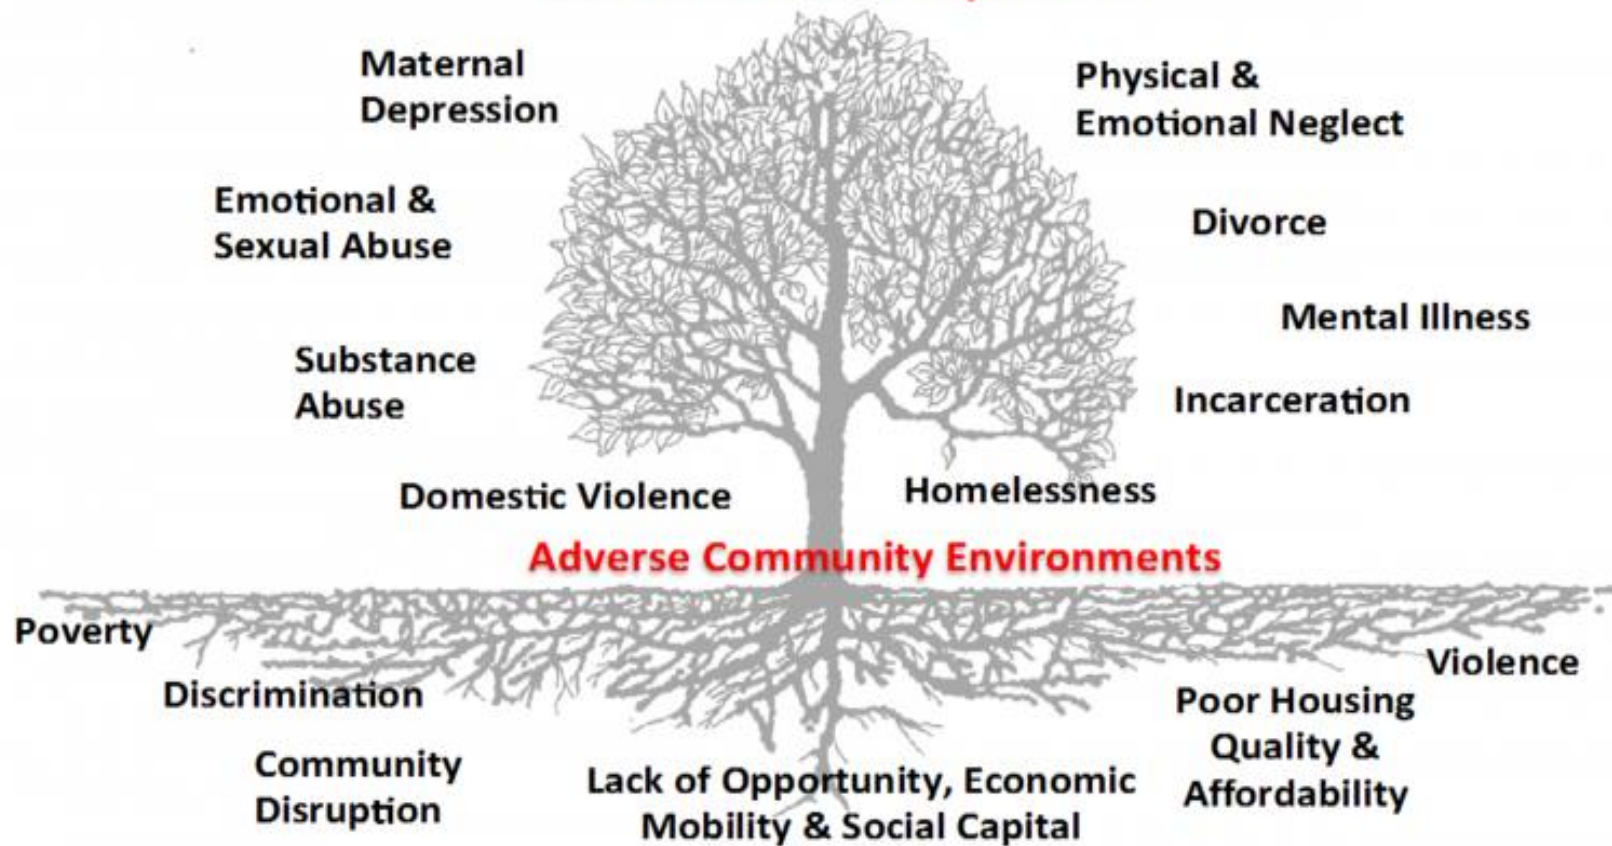 Maternal
Depression
Physical &
Emotional Neglect
Emotional &
Sexual Abuse
Divorce
Mental Illness
Substance
Abuse
Incarceration
Domestic Violence
Homelessness
Adverse Community Environments
Poverty
Violence
Discrimination
Poor Housing
Quality &
Affordability
Community
Disruption
Lack of Opportunity, Economic
Mobility & Social Capital